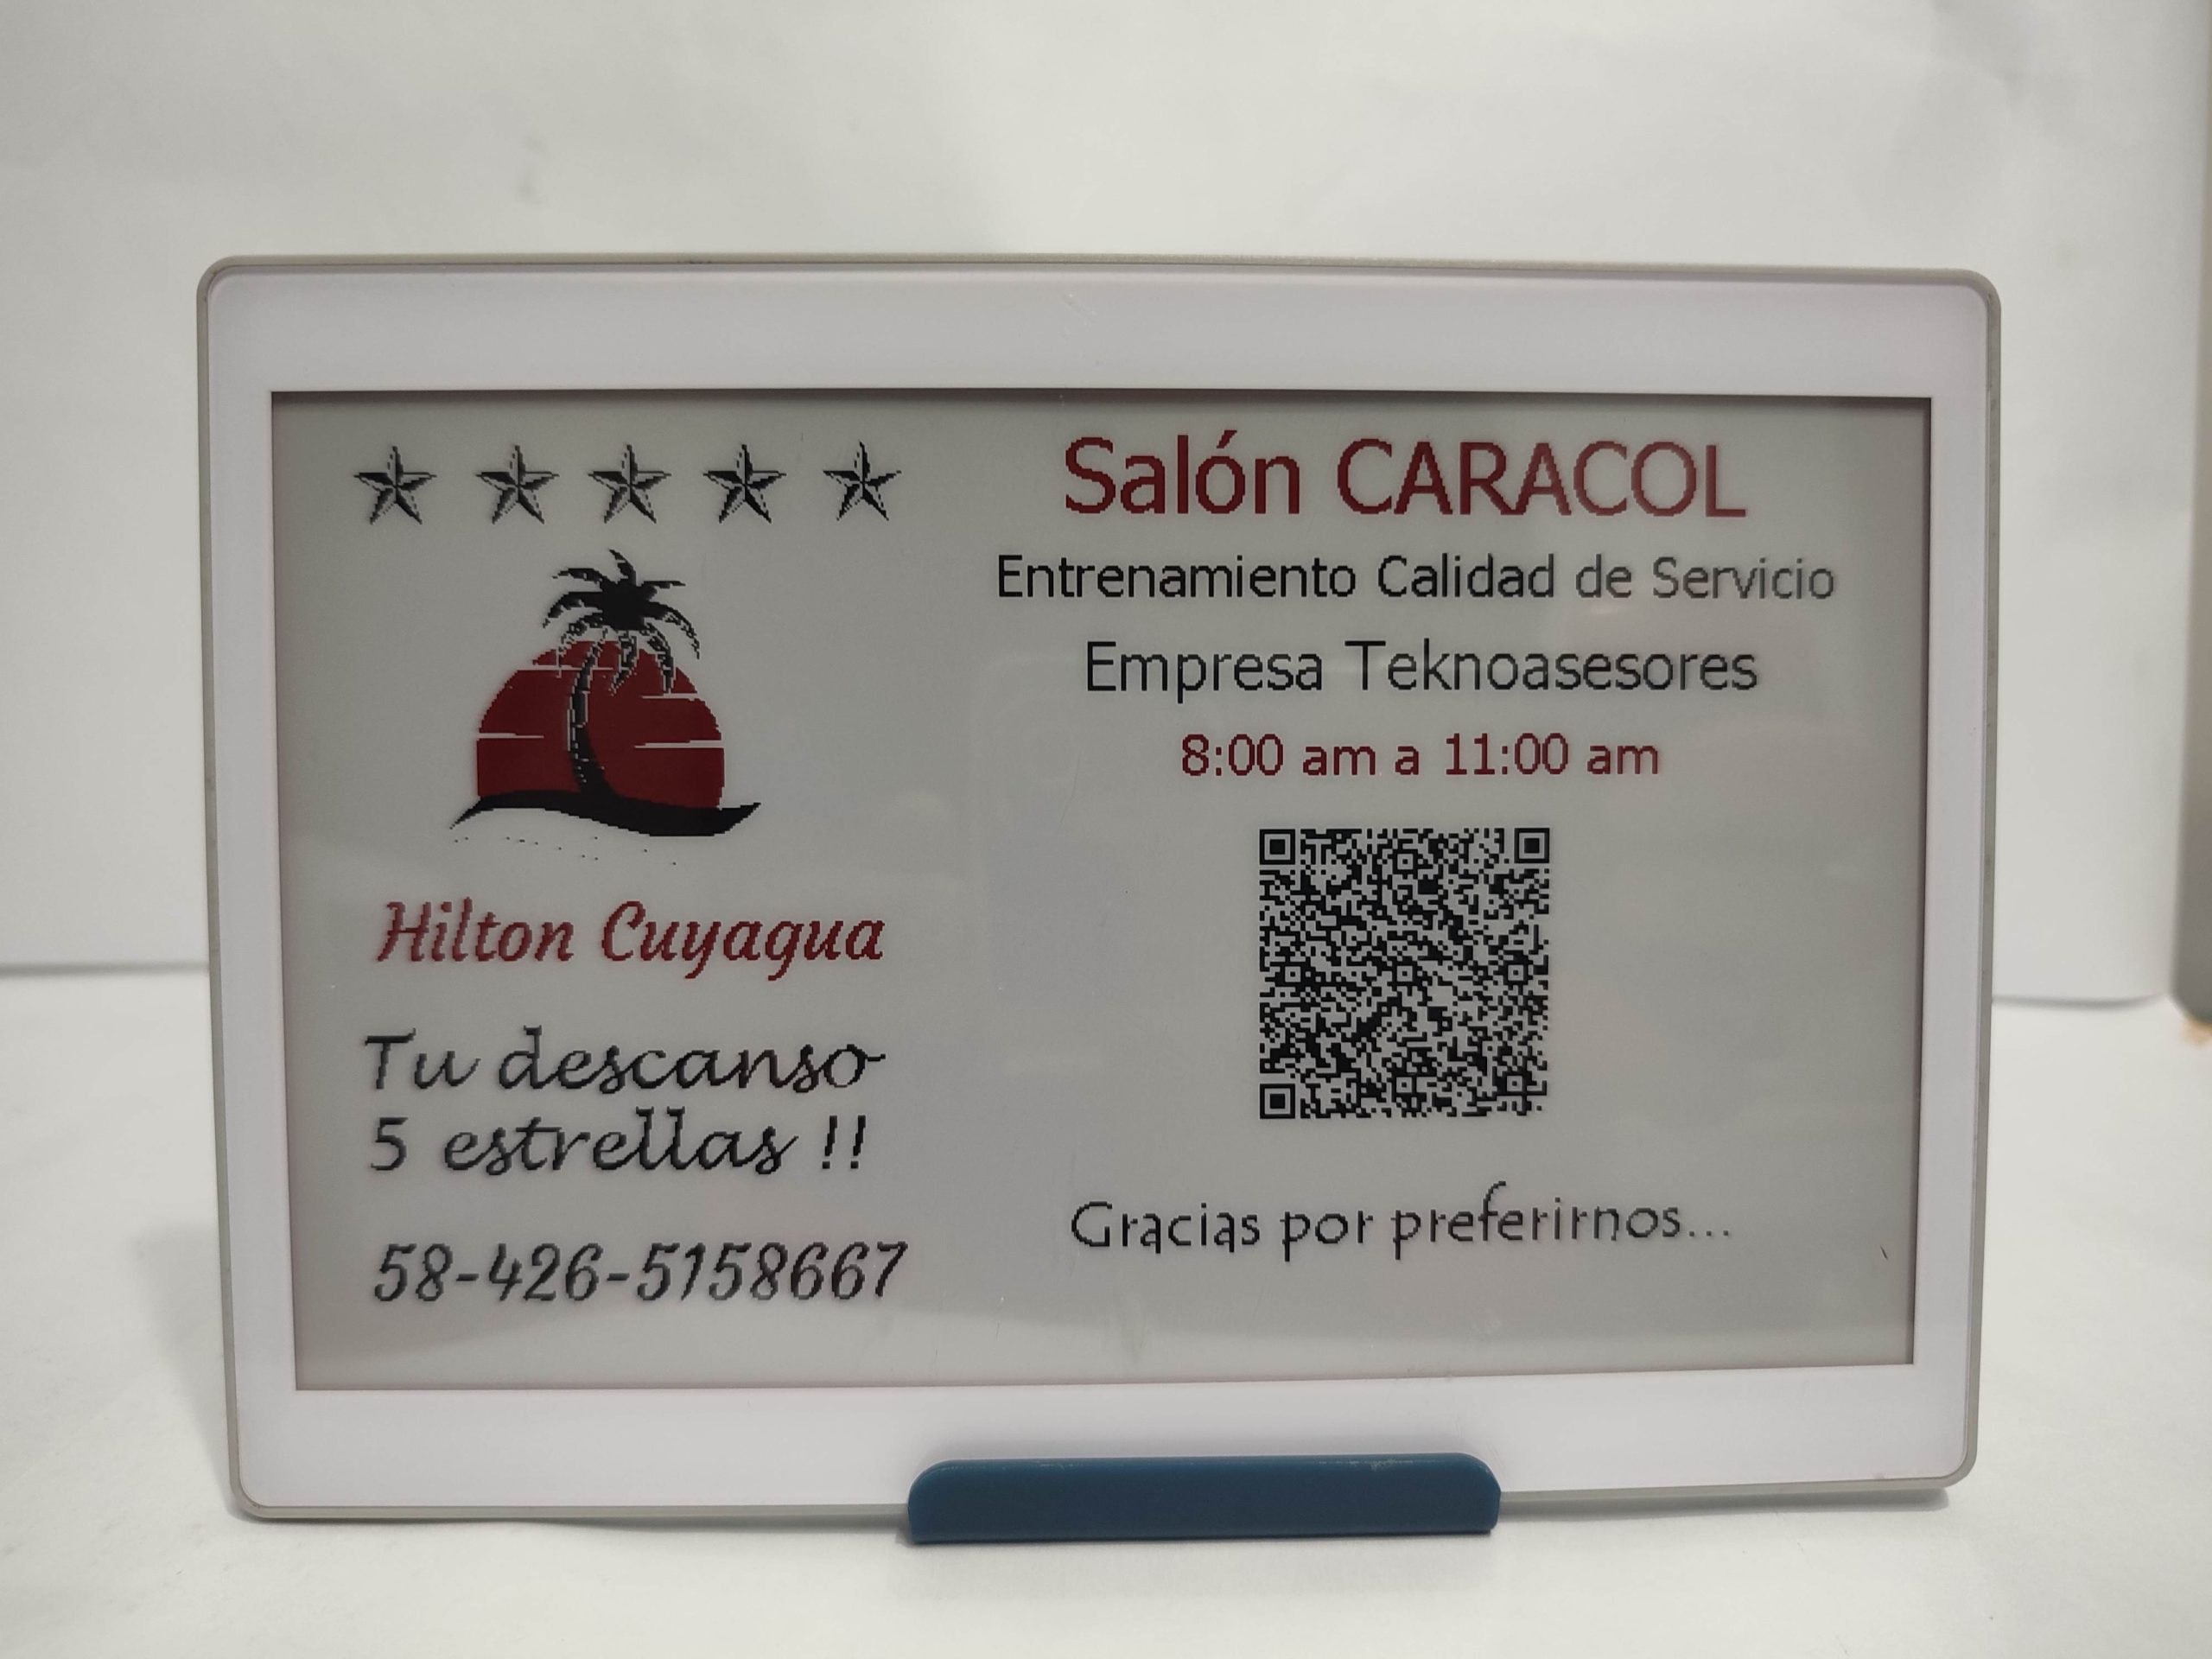 Hilton Cuyagua
Tu descanso
5 estrellas !!
58-426-5158667
Salón CARACOL
Entrenamiento Calidad de Servicio
Empresa Teknoasesores
8:00 am a 11:00 am
Gracias por preferirnos...